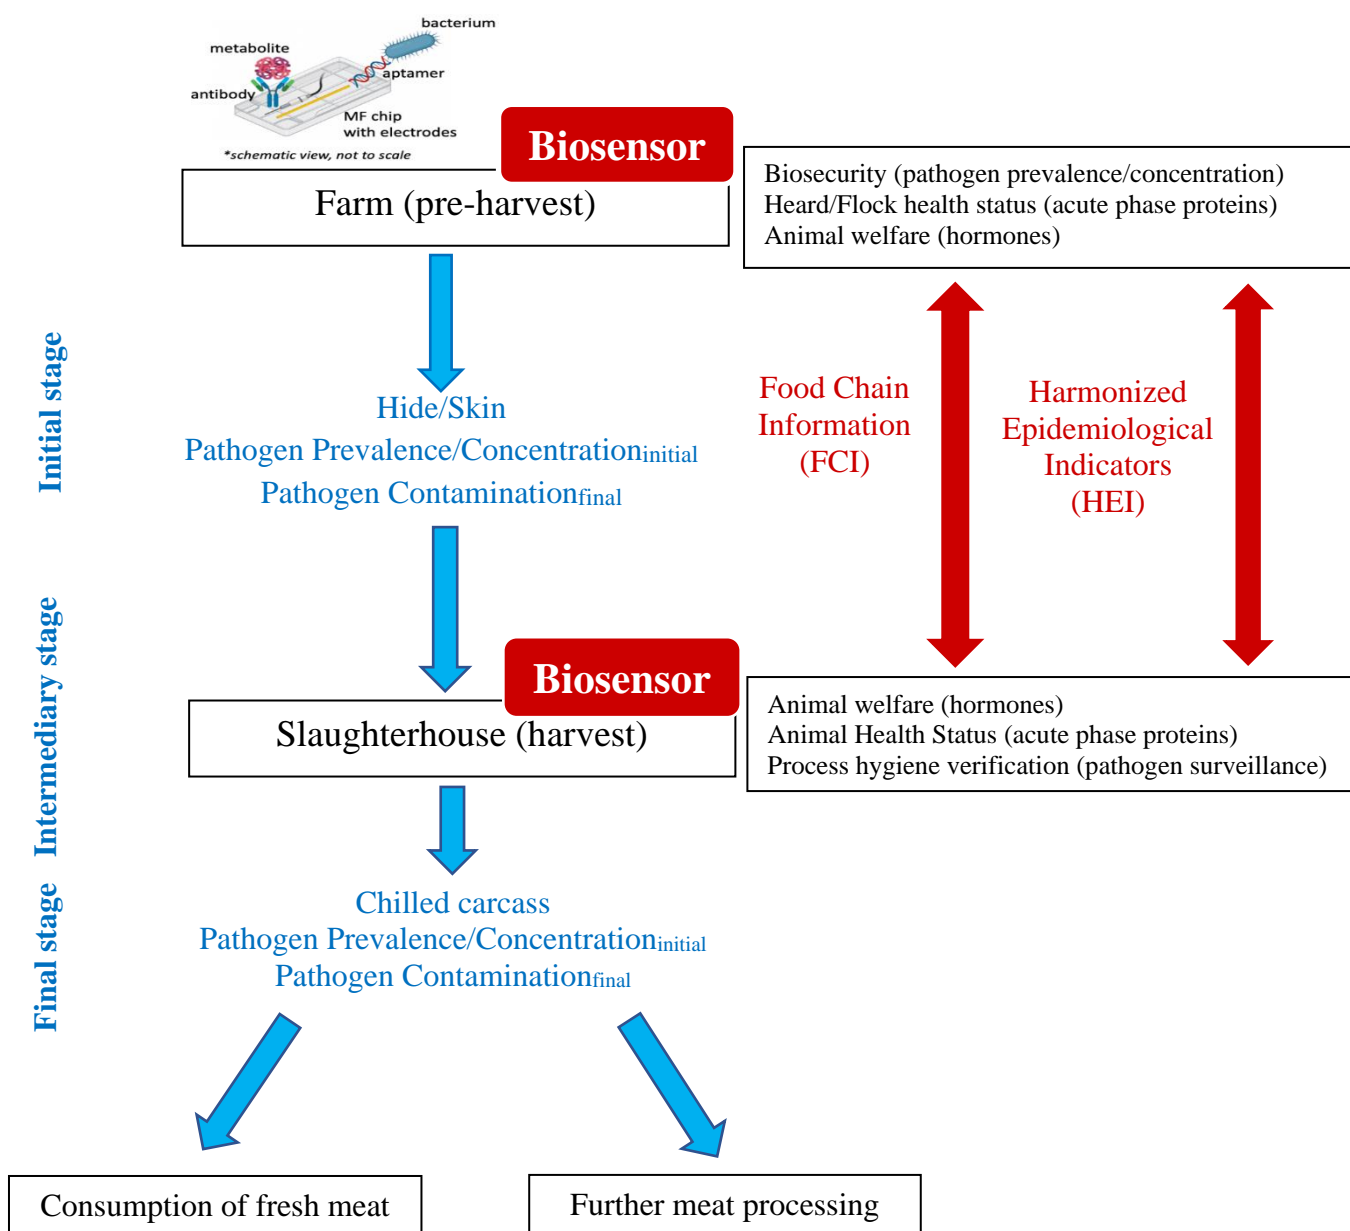 bacterium
metabolite
aptamer
antibody
MF chip
with electrodes
*schematic view, not to scale
Biosensor
Farm (pre-harvest)
Biosecurity (pathogen prevalence/concentration)
Heard/Flock health status (acute phase proteins)
Animal welfare (hormones)
Initial stage
Hide/Skin
Pathogen Prevalence/Concentrationinitial
Pathogen Contaminationfinal
Food Chain
Information
(FCI)
Harmonized
Epidemiological
Indicators
(HEI)
Intermediary stage
Biosensor
Slaughterhouse (harvest)
Animal welfare (hormones)
Animal Health Status (acute phase proteins)
Process hygiene verification (pathogen surveillance)
Final stage
Chilled carcass
Pathogen Prevalence/Concentrationinitial
Pathogen Contaminationfinal
Consumption of fresh meat
Further meat processing